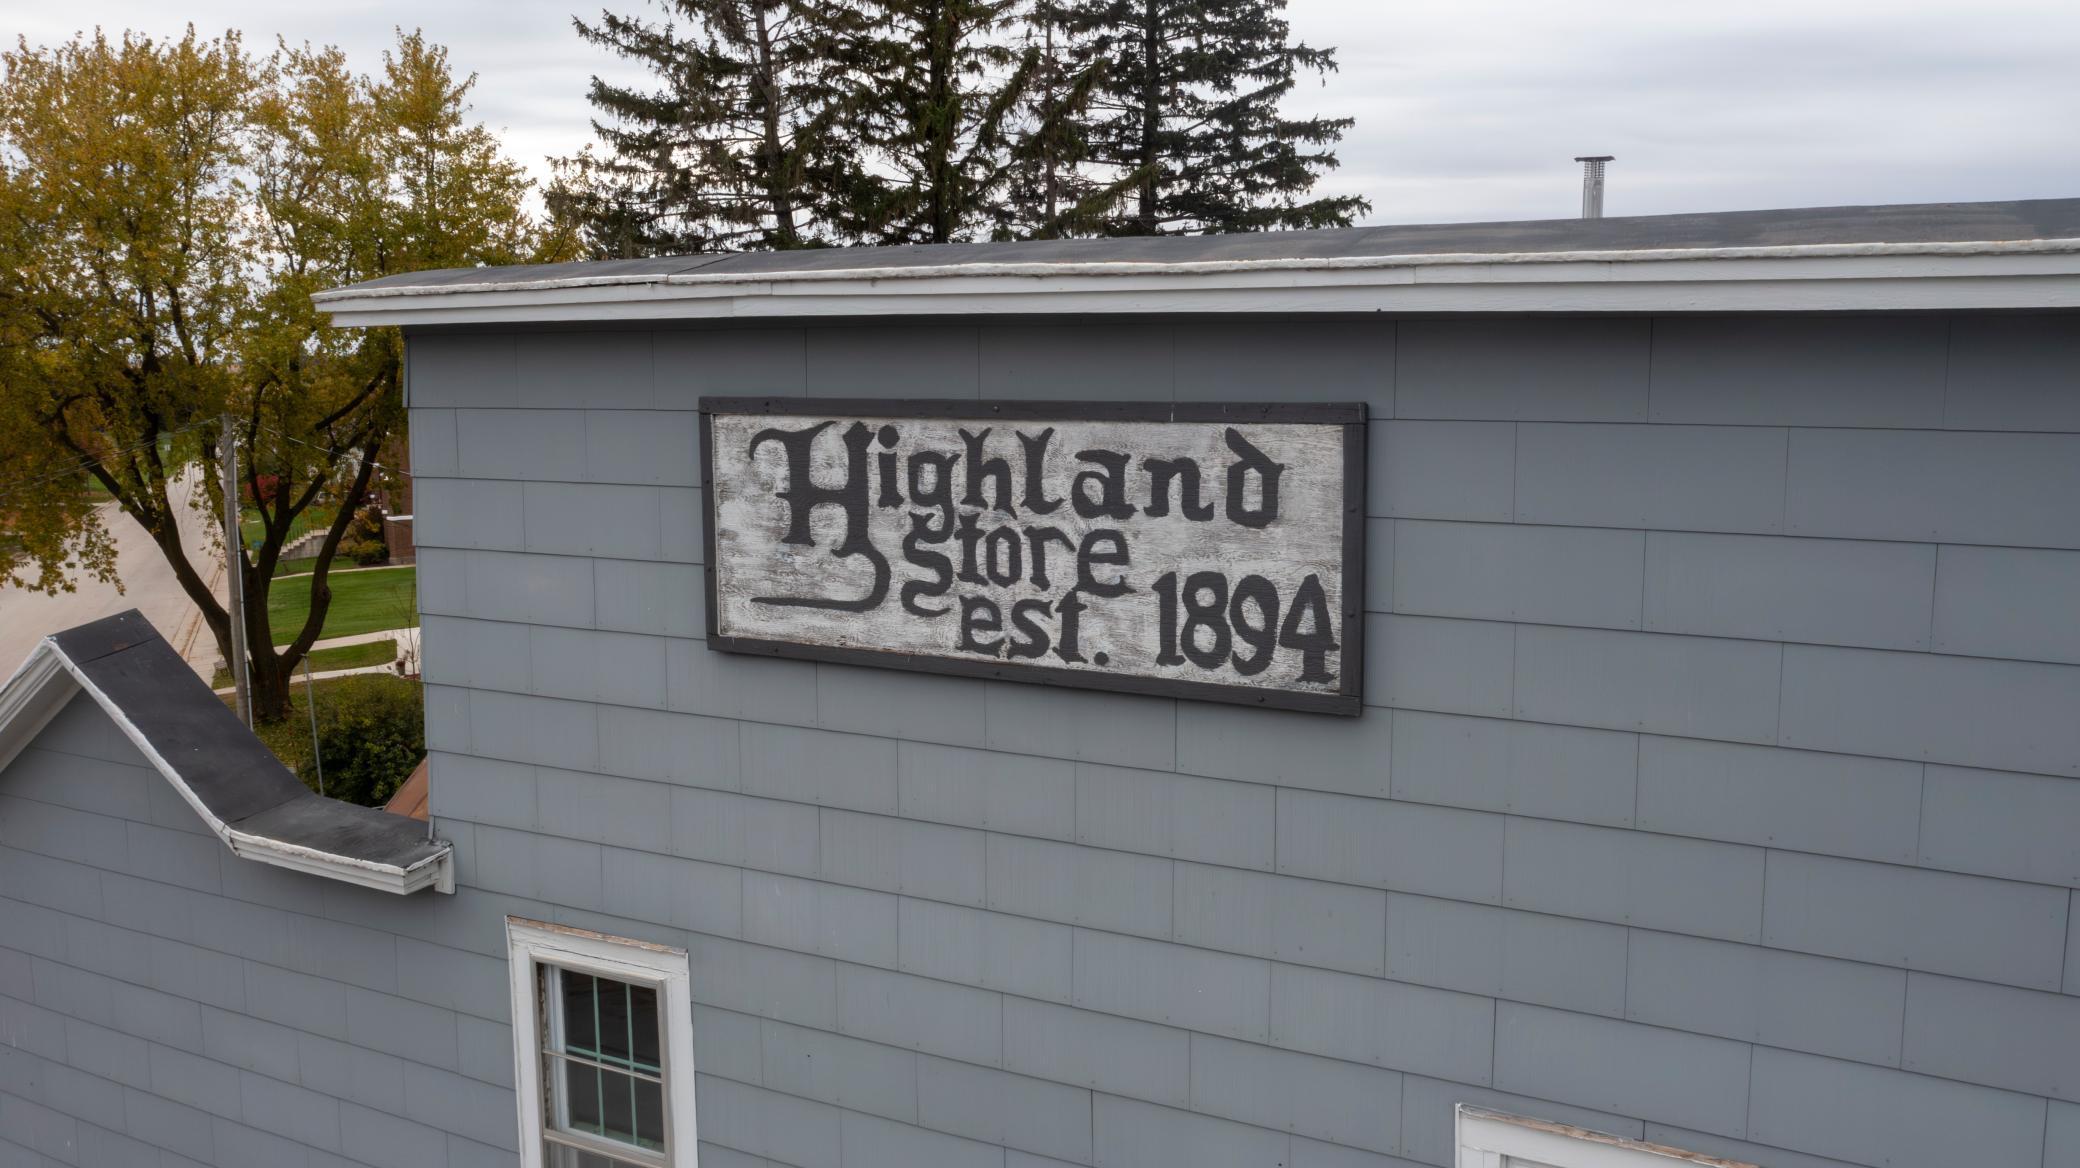 Highland
Store
est. 1894